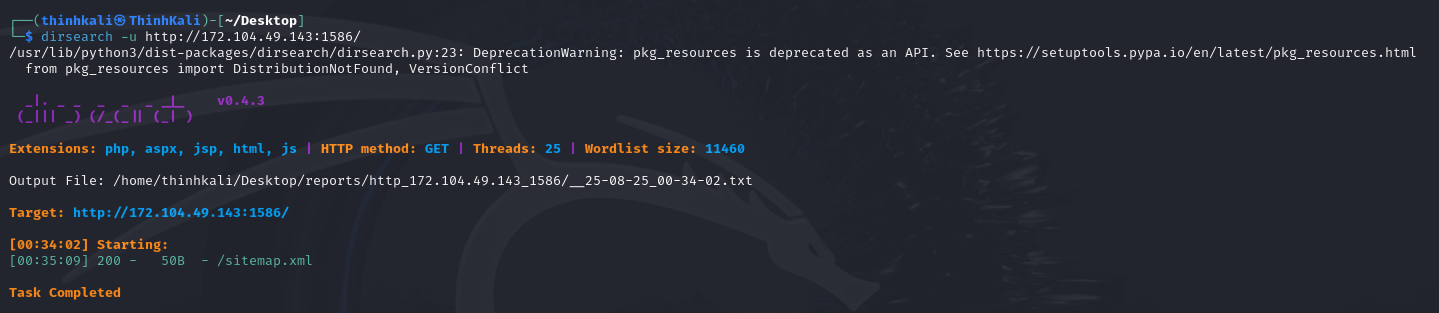 ┌──(thinhkali㉿ThinhKali)-[~/Desktop]
└─$ dirsearch -u http://172.104.49.143:1586/
/usr/lib/python3/dist-packages/dirsearch/dirsearch.py:23: DeprecationWarning: pkg_resources is deprecated as an API. See https://setuptools.pypa.io/en/latest/pkg_resources.html
  from pkg_resources import DistributionNotFound, VersionConflict
  _|. _ _  _  _  _ _|_    v0.4.3
 (_||| _) (/_(_|| (_| )
Extensions: php, aspx, jsp, html, js | HTTP method: GET | Threads: 25 | Wordlist size: 11460
Output File: /home/thinhkali/Desktop/reports/http_172.104.49.143_1586/__25-08-25_00-34-02.txt
Target: http://172.104.49.143:1586/
[00:34:02] Starting:
[00:35:09] 200 -   50B  - /sitemap.xml
Task Completed